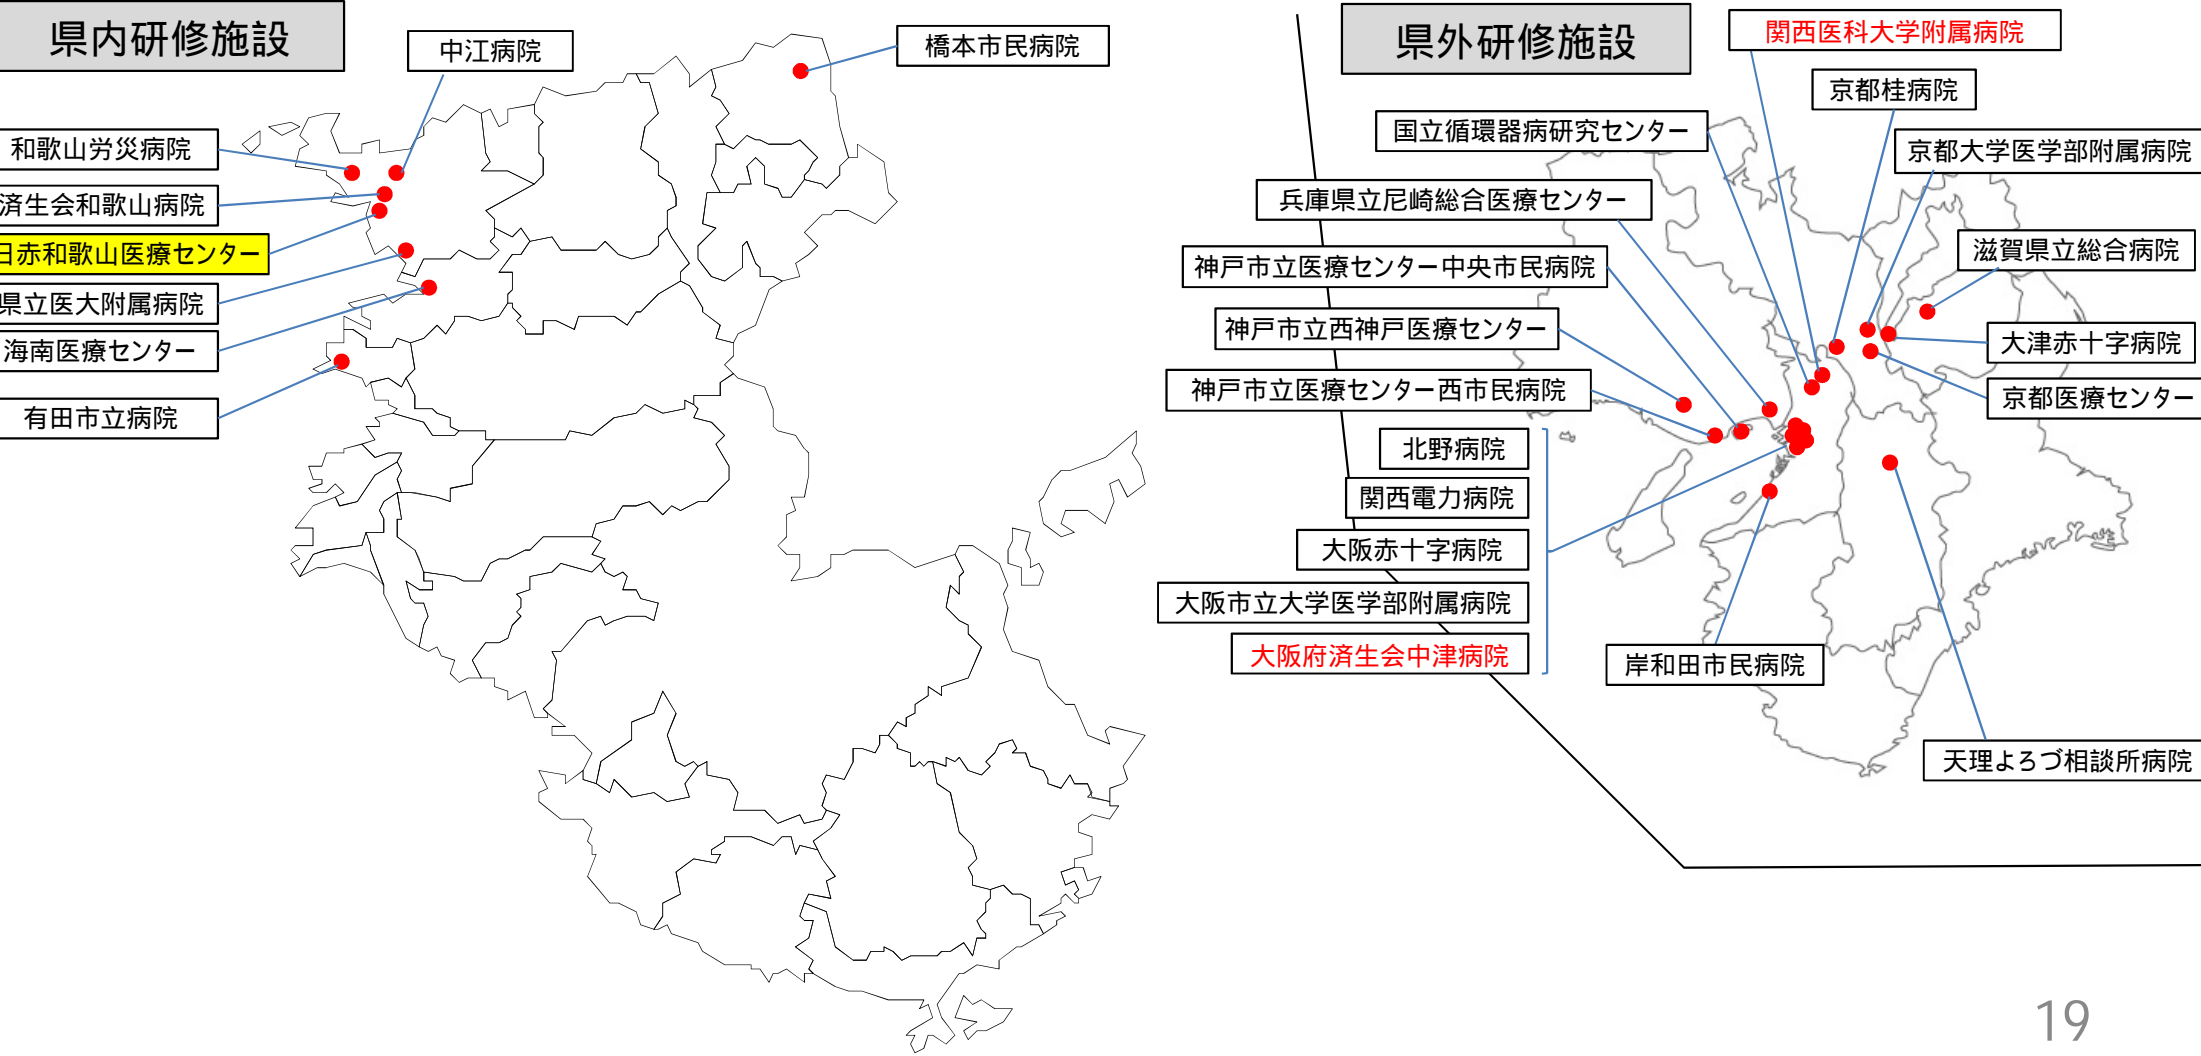 県内研修施設
中江病院
橋本市民病院
和歌山労災病院
済生会和歌山病院
日赤和歌山医療センター
県立医大附属病院
海南医療センター
有田市立病院
県外研修施設
関西医科大学附属病院
京都桂病院
国立循環器病研究センター
京都大学医学部附属病院
兵庫県立尼崎総合医療センター
滋賀県立総合病院
神戸市立医療センター中央市民病院
神戸市立西神戸医療センター
大津赤十字病院
神戸市立医療センター西市民病院
京都医療センター
北野病院
関西電力病院
大阪赤十字病院
大阪市立大学医学部附属病院
大阪府済生会中津病院
岸和田市民病院
天理よろづ相談所病院
19